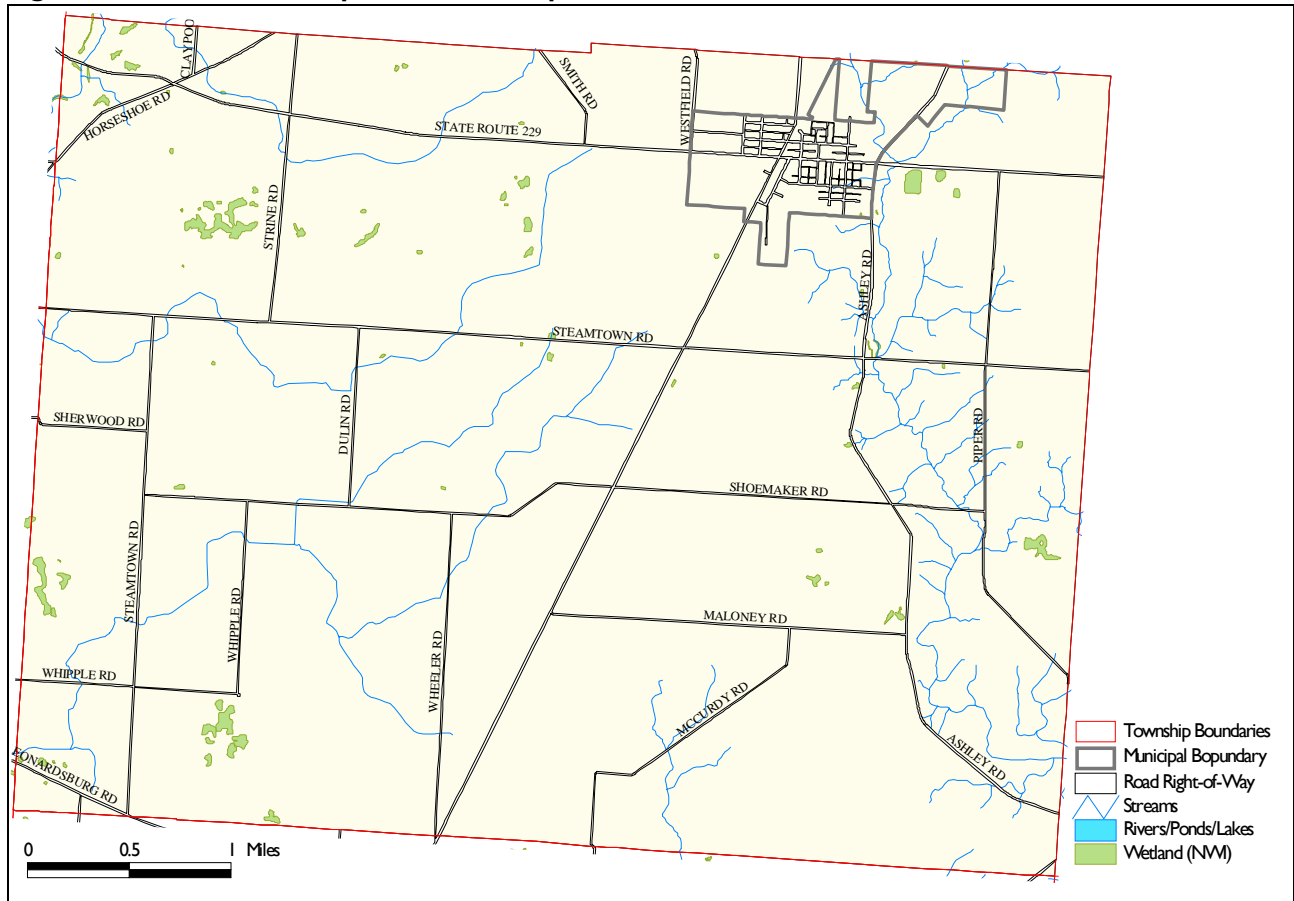 CLAYPOO
HORSESHOE RD
SMITH RD
WESTFIELD RD
STATE ROUTE 229
STRINE RD
ASHLEY RD
STEAMTOWN RD
SHERWOOD RD
DULIN RD
PIPER RD
SHOEMAKER RD
STEAMTOWN RD
WHIPPLE RD
MALONEY RD
WHEELER RD
WHIPPLE RD
MCCURDY RD
ASHLEY RD
EONARDSBURG RD
Township Boundaries
Municipal Bopundary
Road Right-of-Way
Streams
Rivers/Ponds/Lakes
Wetland (NWI)
0 0.5 1 Miles